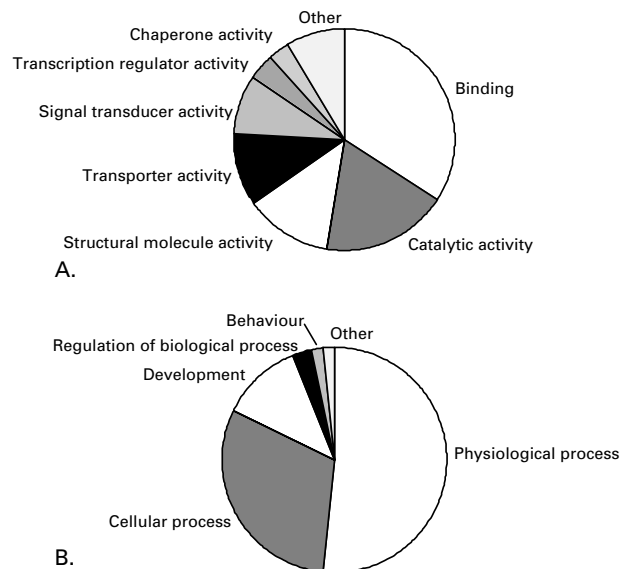 Other
Chaperone activity
Transcription regulator activity
Binding
Signal transducer activity
Transporter activity
Structural molecule activity
Catalytic activity
A.
Behaviour
Other
Regulation of biological process
Development
Physiological process
Cellular process
B.